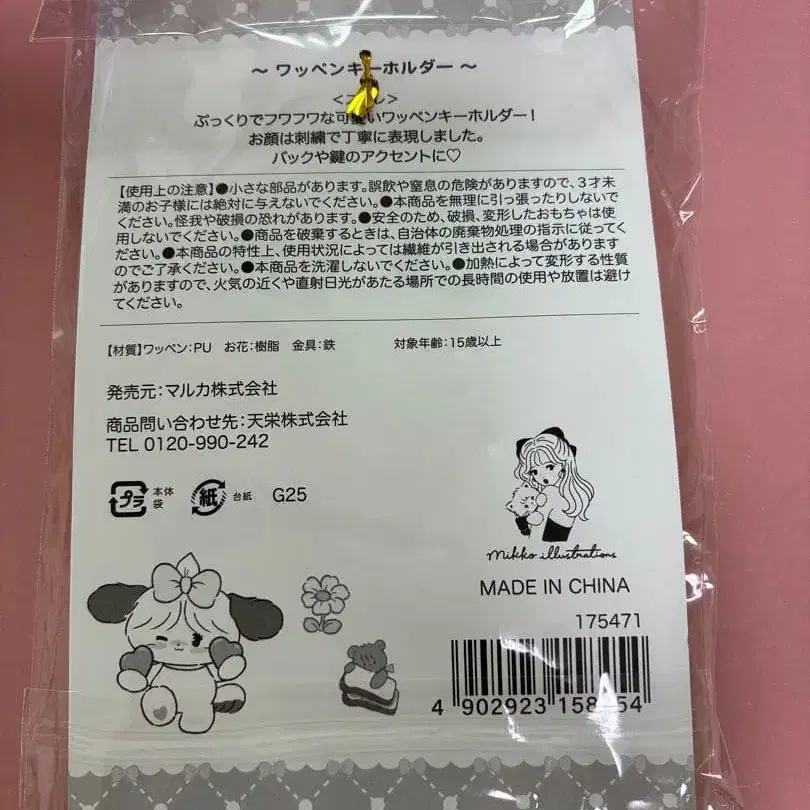 ～ ワッペンキーホルダー ～
ぷっくりでフワフワな可愛いワッペンキーホルダー！
お顔は刺繍で丁寧に表現しました。
バックや鍵のアクセントに♡
【使用上の注意】●小さな部品があります。誤飲や窒息の危険がありますので、3才未
満のお子様には絶対に与えないでください。●本商品を無理に引っ張ったりしないで
ください。怪我や破損の恐れがあります。●安全のため、破損、変形したおもちゃは使
用しないでください。●商品を破棄するときは、自治体の廃棄物処理の指示に従ってく
ださい。●本商品の特性上、使用状況によっては繊維が引き出される場合があります
のでご了承ください。●本商品を洗濯しないでください。●加熱によって変形する性質
がありますので、火気の近くや直射日光があたる場所での長時間の使用や放置は避け
てください。
【材質】ワッペン：PU お花：樹脂 金具：鉄 対象年齢：15歳以上
発売元：マルカ株式会社
商品問い合わせ先：天栄株式会社
TEL 0120-990-242
プラ 本体 袋 紙 台紙 G25
mikko illustrations
MADE IN CHINA
175471
4 902923 158